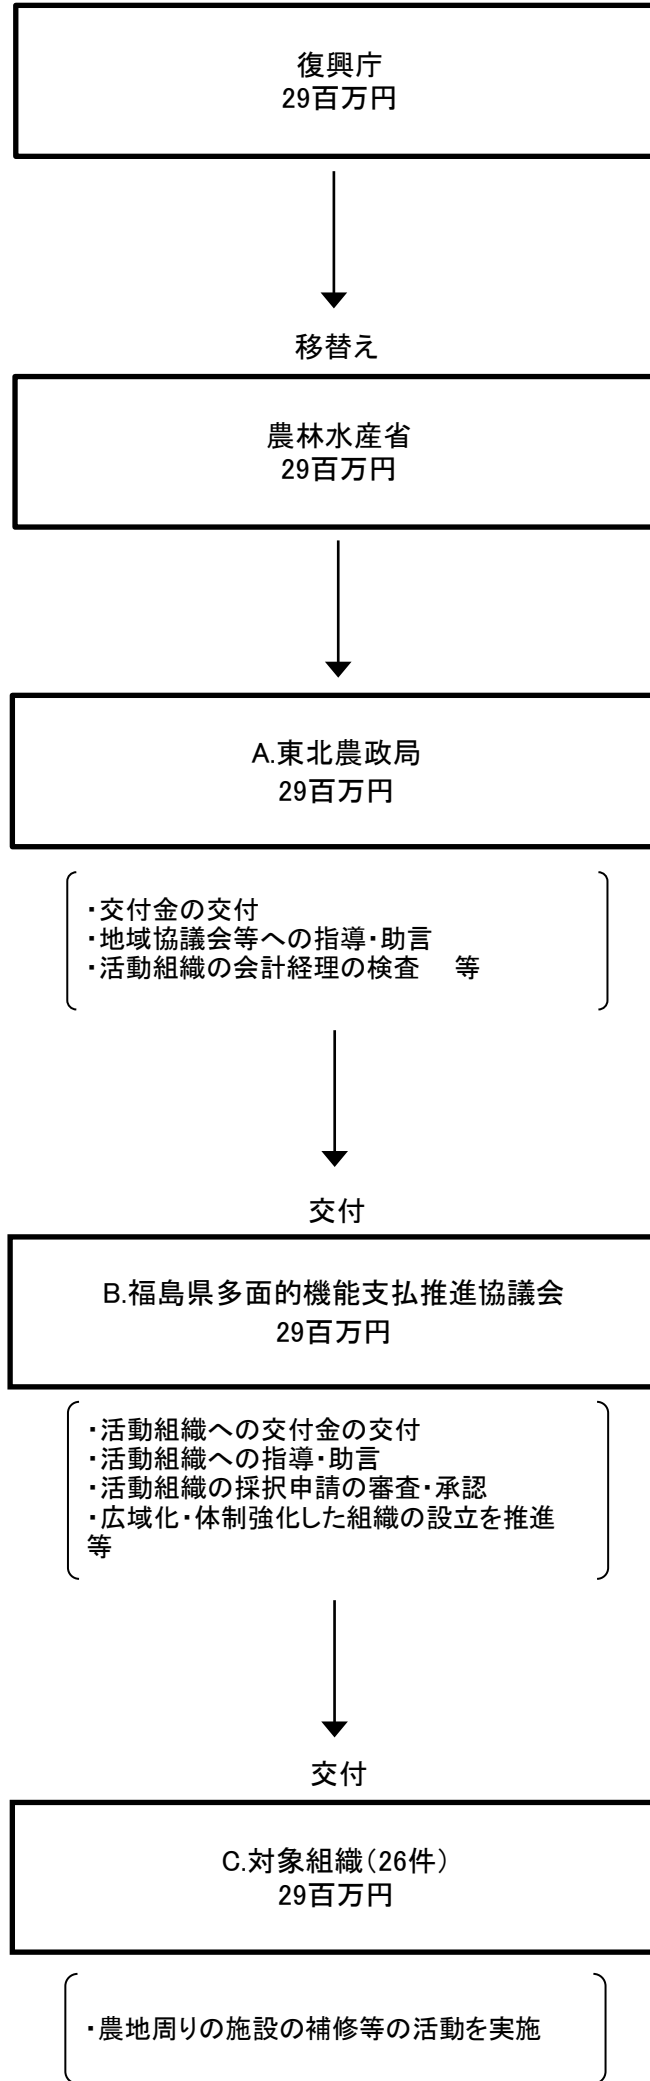 復興庁
29百万円
移替え
農林水産省
29百万円
A.東北農政局
29百万円
・交付金の交付
・地域協議会等への指導・助言
・活動組織の会計経理の検査　等
交付
B.福島県多面的機能支払推進協議会
29百万円
・活動組織への交付金の交付
・活動組織への指導・助言
・活動組織の採択申請の審査・承認
・広域化・体制強化した組織の設立を推進
等
交付
C.対象組織（26件）
29百万円
・農地周りの施設の補修等の活動を実施